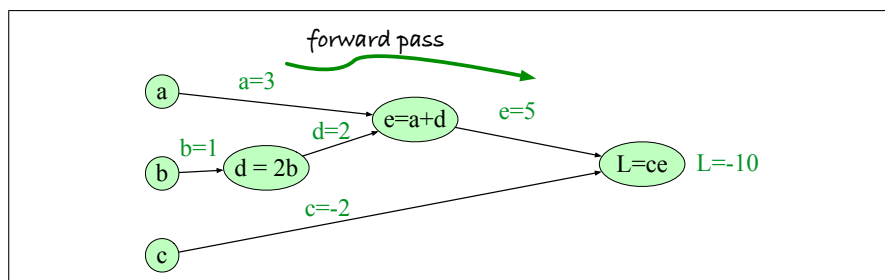 forward pass
a
a=3
e=a+d
e=5
b
b=1
d = 2b
d=2
L=ce
L=-10
c
c=-2